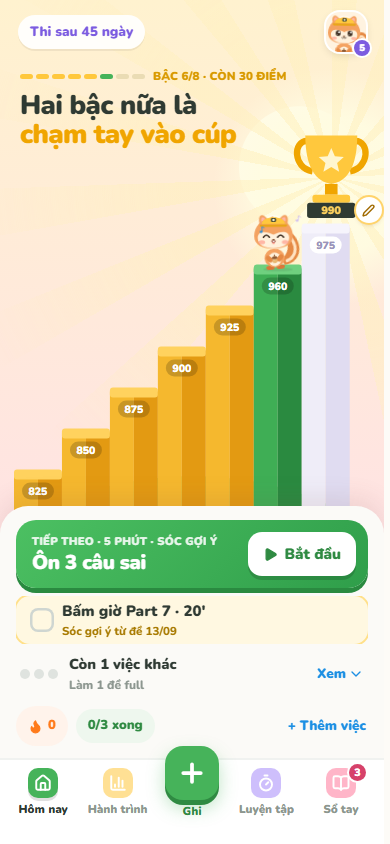 Thi sau 45 ngày
5
BẬC 6/8 · CÒN 30 ĐIỂM
Hai bậc nữa là
chạm tay vào cúp
990
975
960
925
900
875
850
825
TIẾP THEO · 5 PHÚT · SÓC GỢI Ý
Ôn 3 câu sai
Bắt đầu
Bấm giờ Part 7 · 20'
Sóc gợi ý từ đề 13/09
Còn 1 việc khác
Làm 1 đề full
Xem
0
0/3 xong
+ Thêm việc
3
Hôm nay
Hành trình
Ghi
Luyện tập
Sổ tay